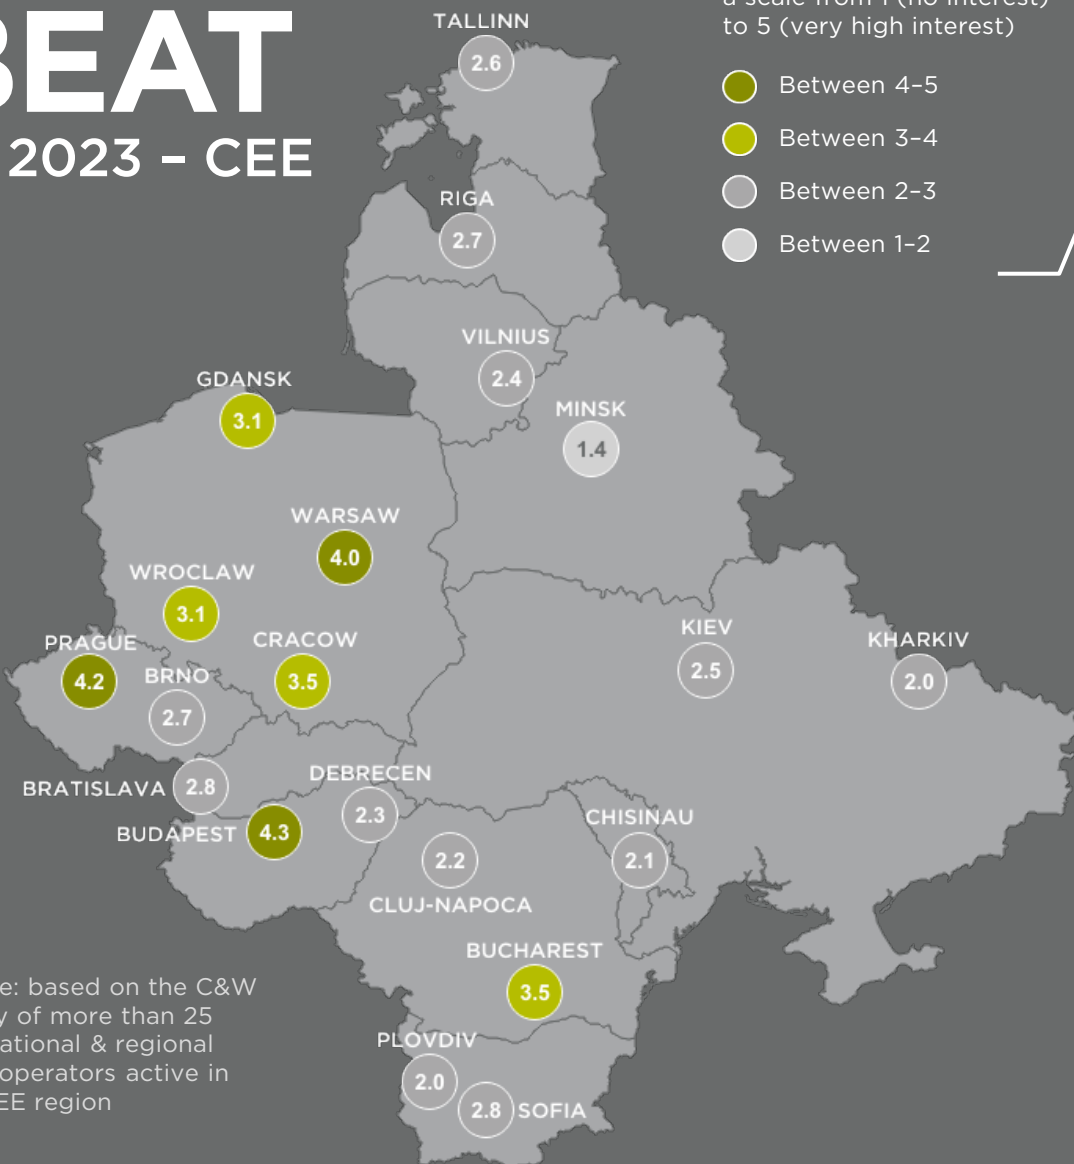 BEAT
2023 – CEE
a scale from 1 (no interest)
to 5 (very high interest)
Between 4–5
Between 3–4
Between 2–3
Between 1–2
TALLINN
2.6
RIGA
2.7
VILNIUS
2.4
GDANSK
3.1
MINSK
1.4
WARSAW
4.0
WROCLAW
3.1
PRAGUE
4.2
BRNO
2.7
CRACOW
3.5
KIEV
2.5
KHARKIV
2.0
BRATISLAVA 2.8
DEBRECEN
2.3
BUDAPEST 4.3
CHISINAU
2.1
2.2
CLUJ-NAPOCA
BUCHAREST
3.5
PLOVDIV
2.0
2.8 SOFIA
e: based on the C&W
y of more than 25
ational & regional
operators active in
EE region